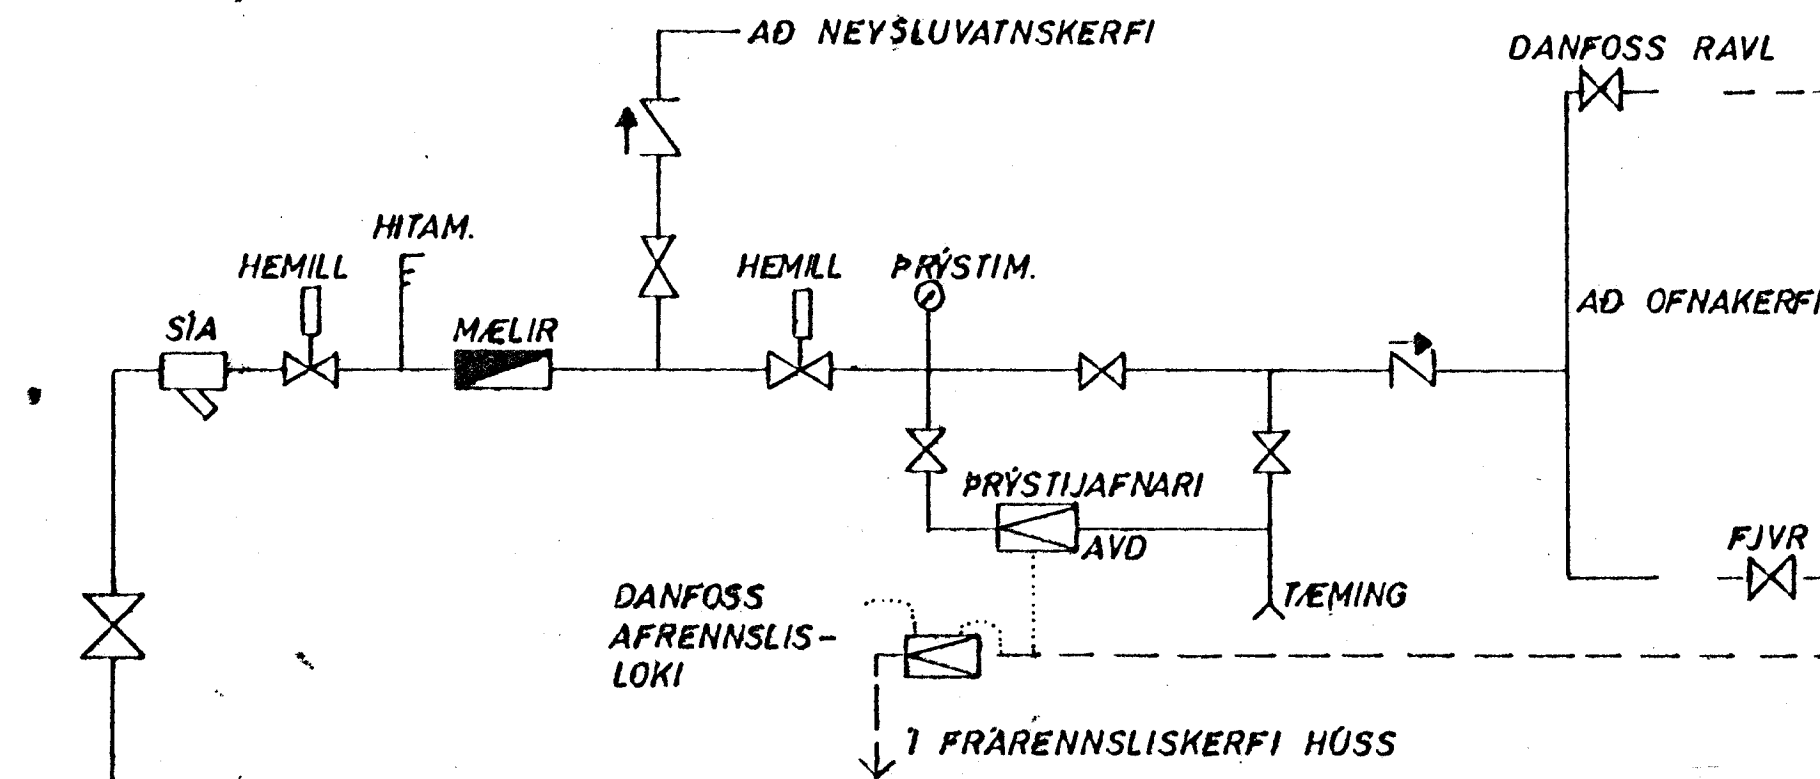 AÐ NEYSLUVATNSKERFI
DANFOSS RAVL
HITAM.
HEMILL
HEMILL
ÞRÝSTIM.
SÍA
MÆLIR
AÐ OFNAKERFI
ÞRÝSTIJAFNARI
AVD
FJVR
DANFOSS
AFRENNSLIS-
LOKI
TÆMING
Í FRÁRENNSLISKERFI HÚSS